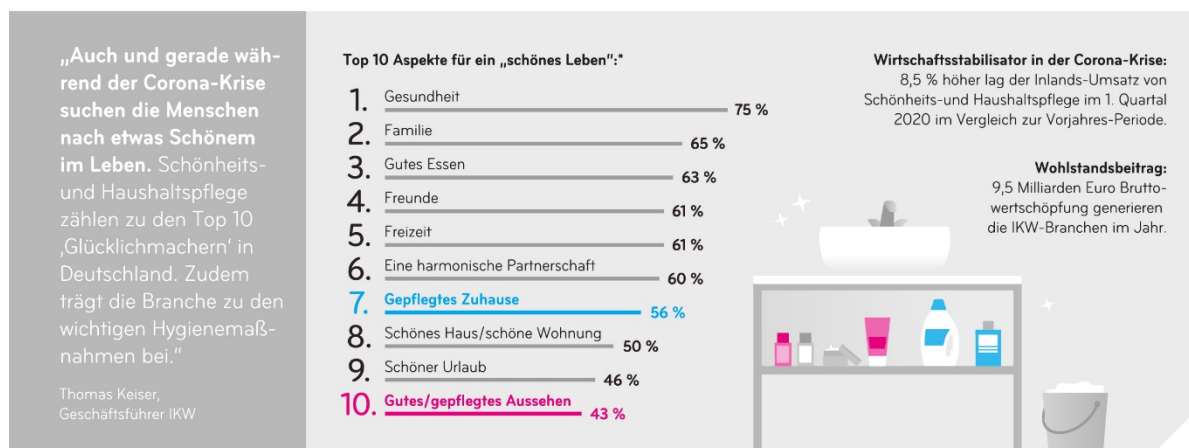 „Auch und gerade wäh-
rend der Corona-Krise
suchen die Menschen
nach etwas Schönem
im Leben. Schönheits-
und Haushaltspflege
zählen zu den Top 10
‚Glücklichmachern‘ in
Deutschland. Zudem
trägt die Branche zu den
wichtigen Hygienemaß-
nahmen bei.“
Thomas Keiser,
Geschäftsführer IKW
Top 10 Aspekte für ein „schönes Leben“:*
1. Gesundheit 75 %
2. Familie 65 %
3. Gutes Essen 63 %
4. Freunde 61 %
5. Freizeit 61 %
6. Eine harmonische Partnerschaft 60 %
7. Gepflegtes Zuhause 56 %
8. Schönes Haus/schöne Wohnung 50 %
9. Schöner Urlaub 46 %
10. Gutes/gepflegtes Aussehen 43 %
Wirtschaftsstabilisator in der Corona-Krise:
8,5 % höher lag der Inlands-Umsatz von
Schönheits-und Haushaltspflege im 1. Quartal
2020 im Vergleich zur Vorjahres-Periode.
Wohlstandsbeitrag:
9,5 Milliarden Euro Brutto-
wertschöpfung generieren
die IKW-Branchen im Jahr.